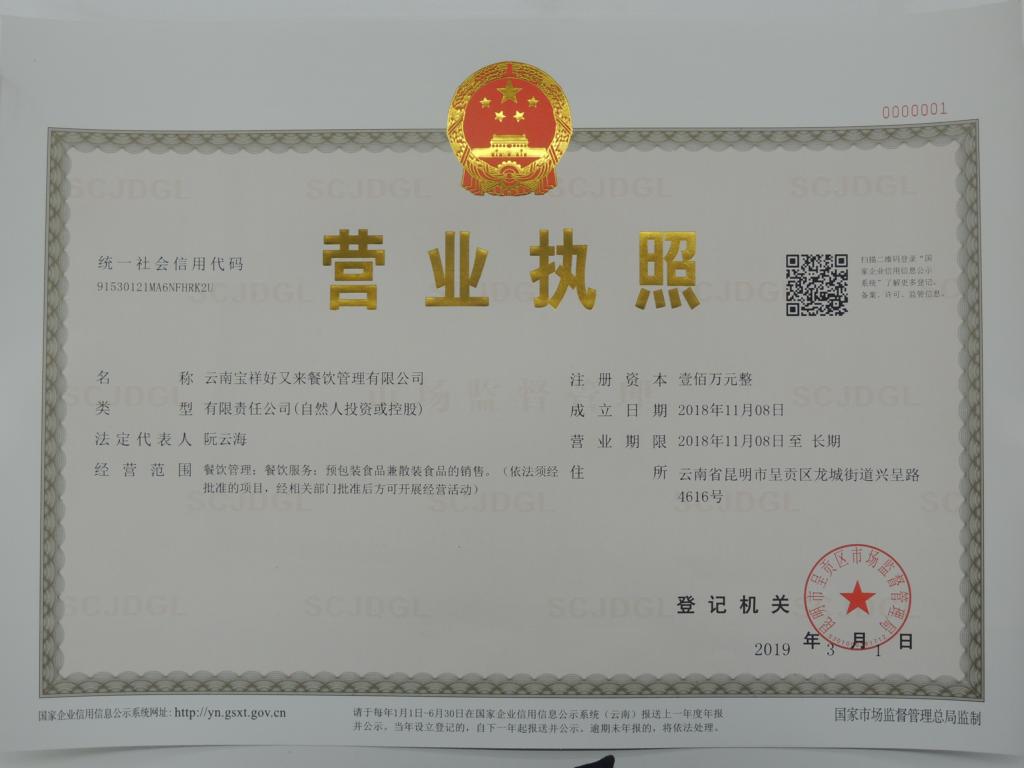 0000001
营业执照
统一社会信用代码
91530121MA6NFHRK2U
扫描二维码登录“国
家企业信用信息公示
系统”了解更多登记、
备案、许可、监管信息。
名称 云南宝祥好又来餐饮管理有限公司
类型 有限责任公司(自然人投资或控股)
法定代表人 阮云海
经营范围 餐饮管理；餐饮服务；预包装食品兼散装食品的销售。（依法须经
批准的项目，经相关部门批准后方可开展经营活动）
注册资本 壹佰万元整
成立日期 2018年11月08日
营业期限 2018年11月08日至 长期
住所 云南省昆明市呈贡区龙城街道兴呈路
4616号
登记机关
昆明市呈贡区市场监督管理局
2019 年 3 月 1 日
国家企业信用信息公示系统网址: http://yn.gsxt.gov.cn
请于每年1月1日-6月30日在国家企业信用信息公示系统（云南）报送上一年度年报
并公示。当年设立登记的，自下一年起报送并公示。逾期未年报的，将依法处理。
国家市场监督管理总局监制